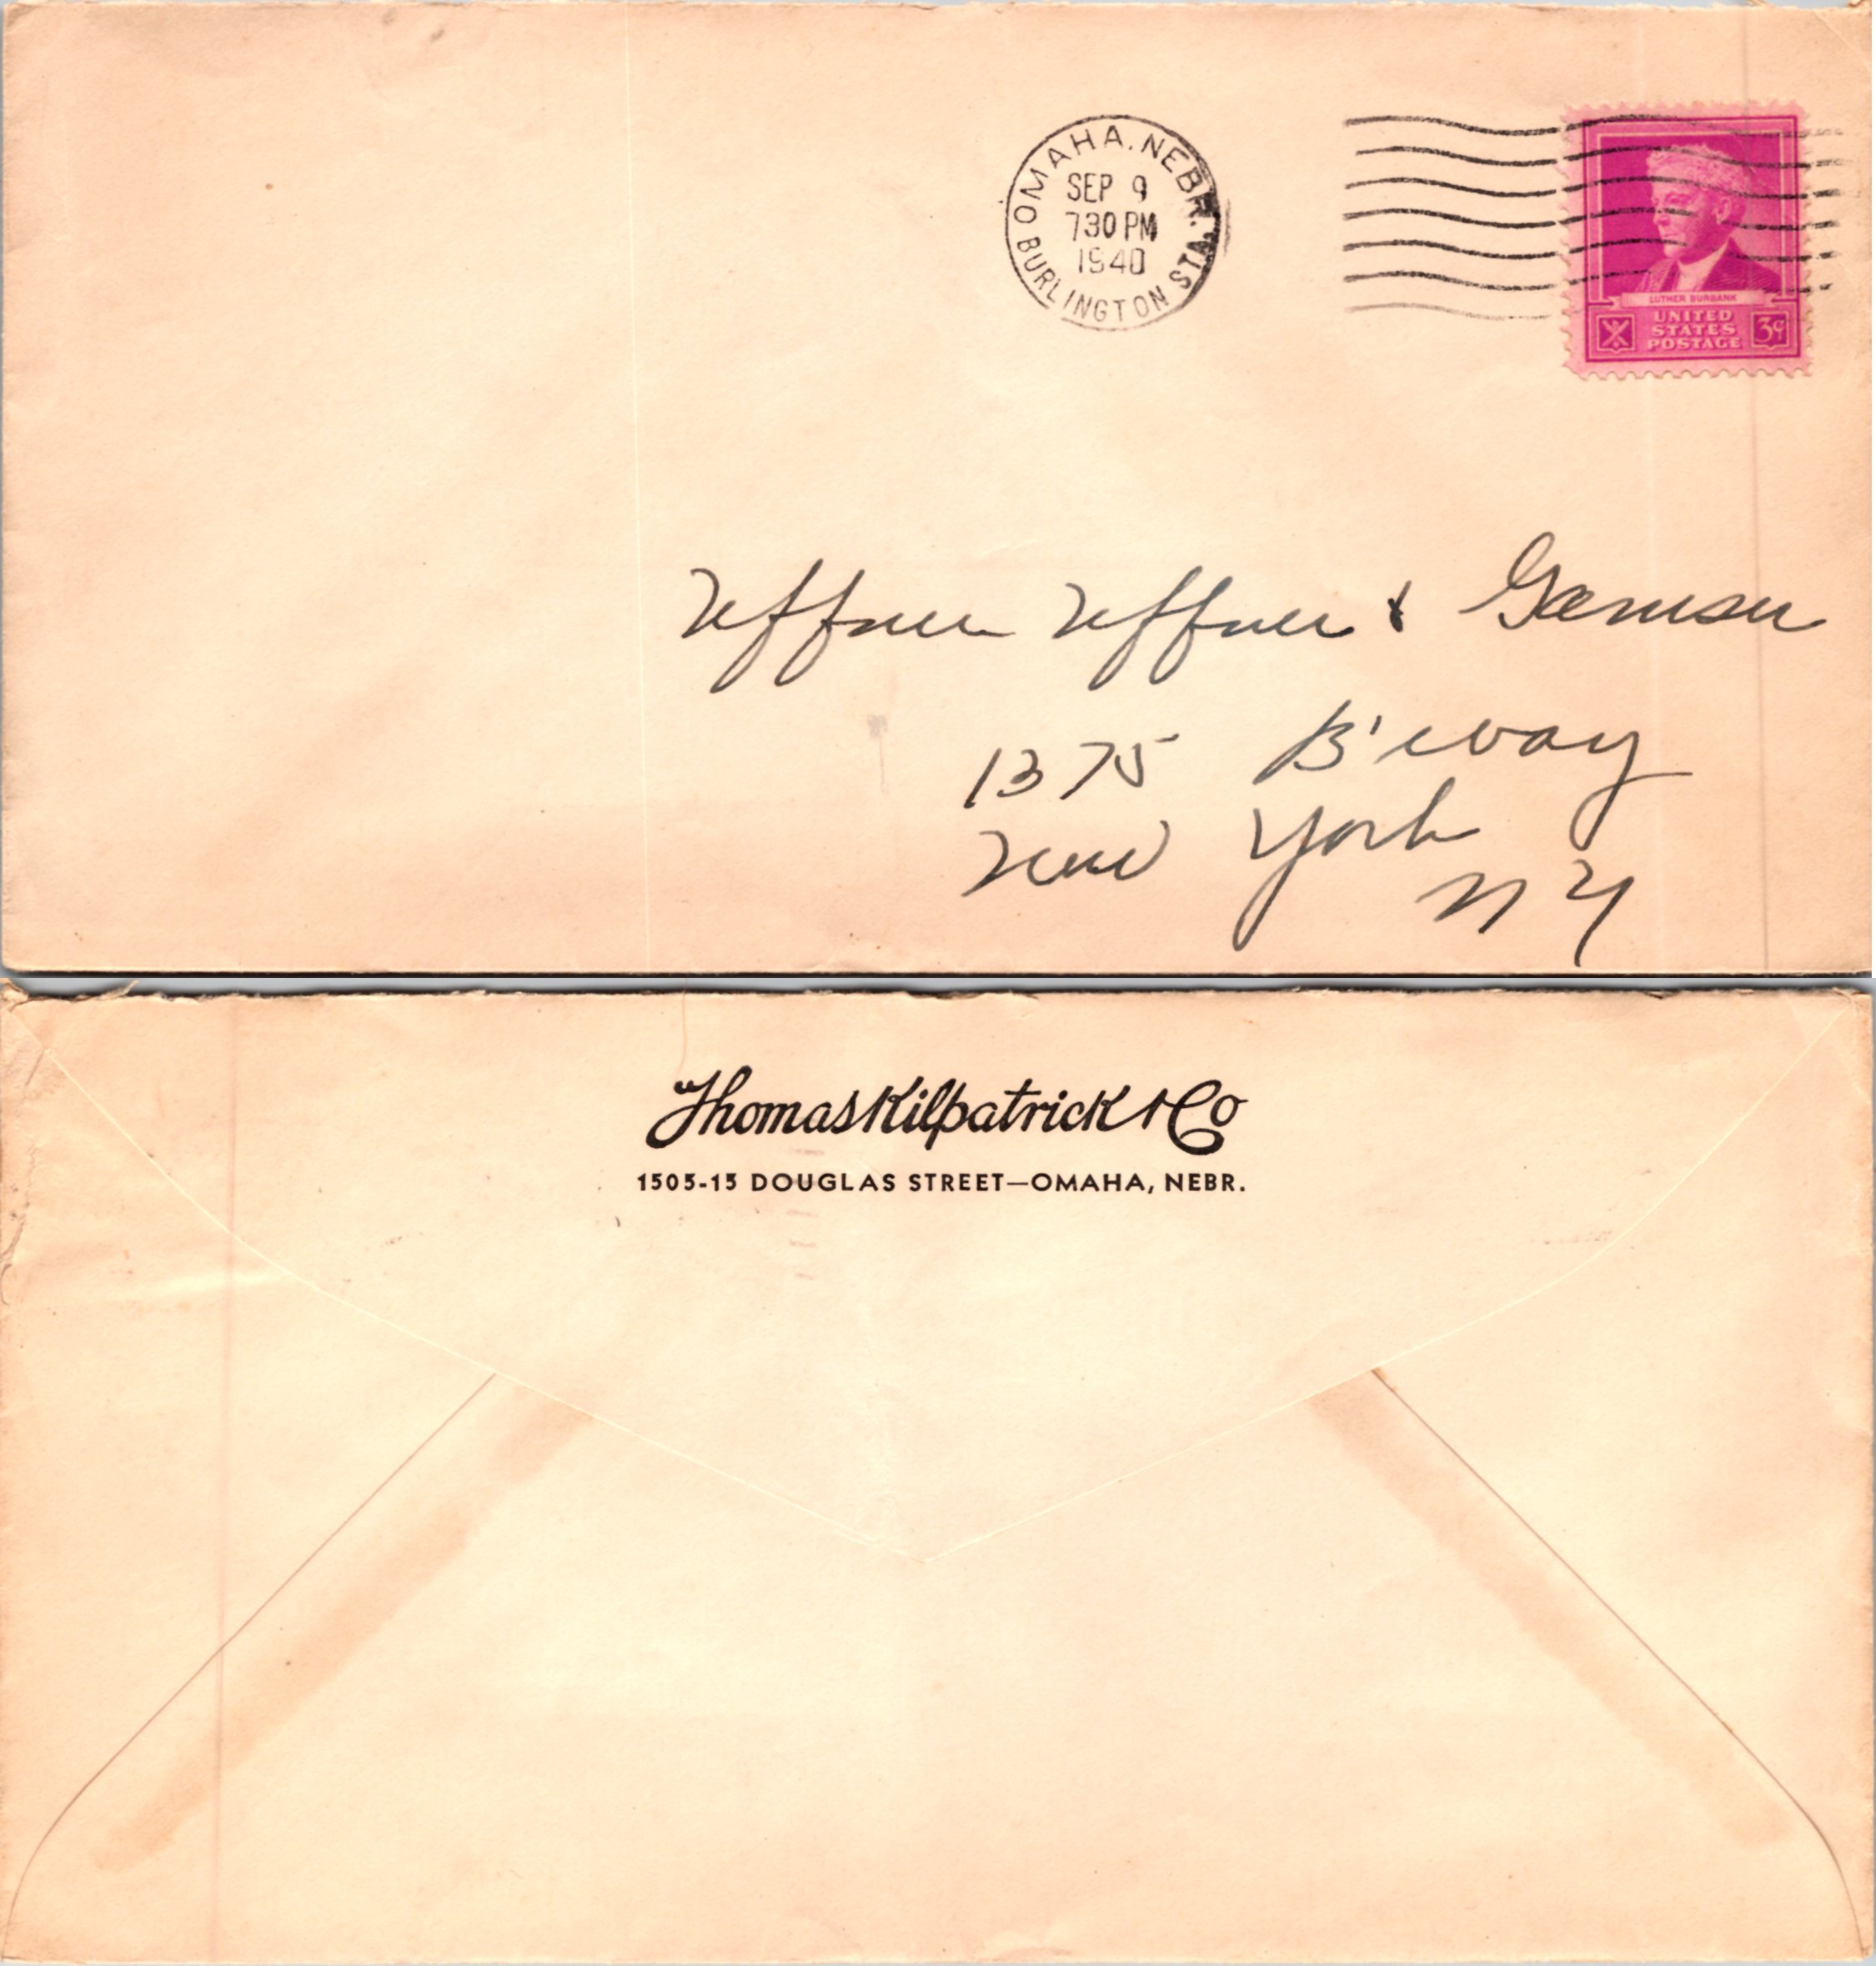 OMAHA, NEBR.
SEP 9
730 PM
1940
BURLINGTON STA.
LUTHER BURBANK
UNITED
STATES
POSTAGE
3¢
&
1375 B'way
New York
N Y
Thomas Kilpatrick & Co
1505-15 DOUGLAS STREET—OMAHA, NEBR.